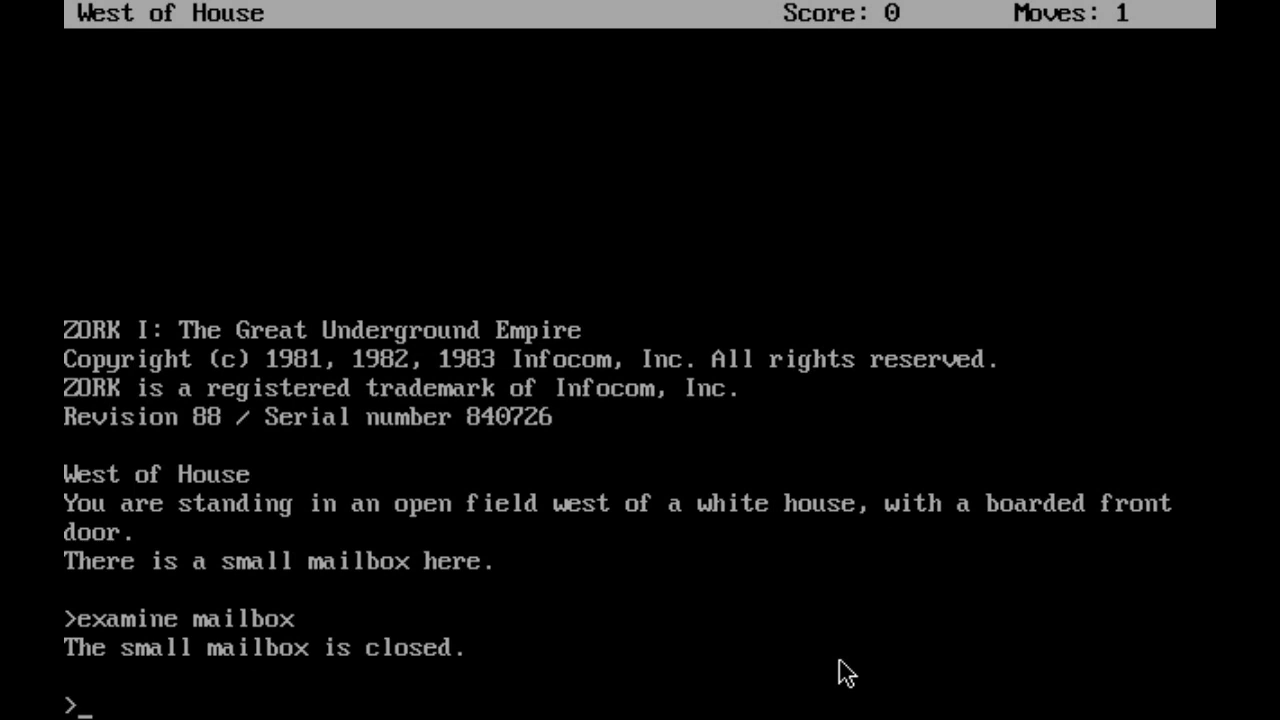 West of House Score: 0 Moves: 1
ZORK I: The Great Underground Empire
Copyright (c) 1981, 1982, 1983 Infocom, Inc. All rights reserved.
ZORK is a registered trademark of Infocom, Inc.
Revision 88 / Serial number 840726
West of House
You are standing in an open field west of a white house, with a boarded front
door.
There is a small mailbox here.
>examine mailbox
The small mailbox is closed.
>_